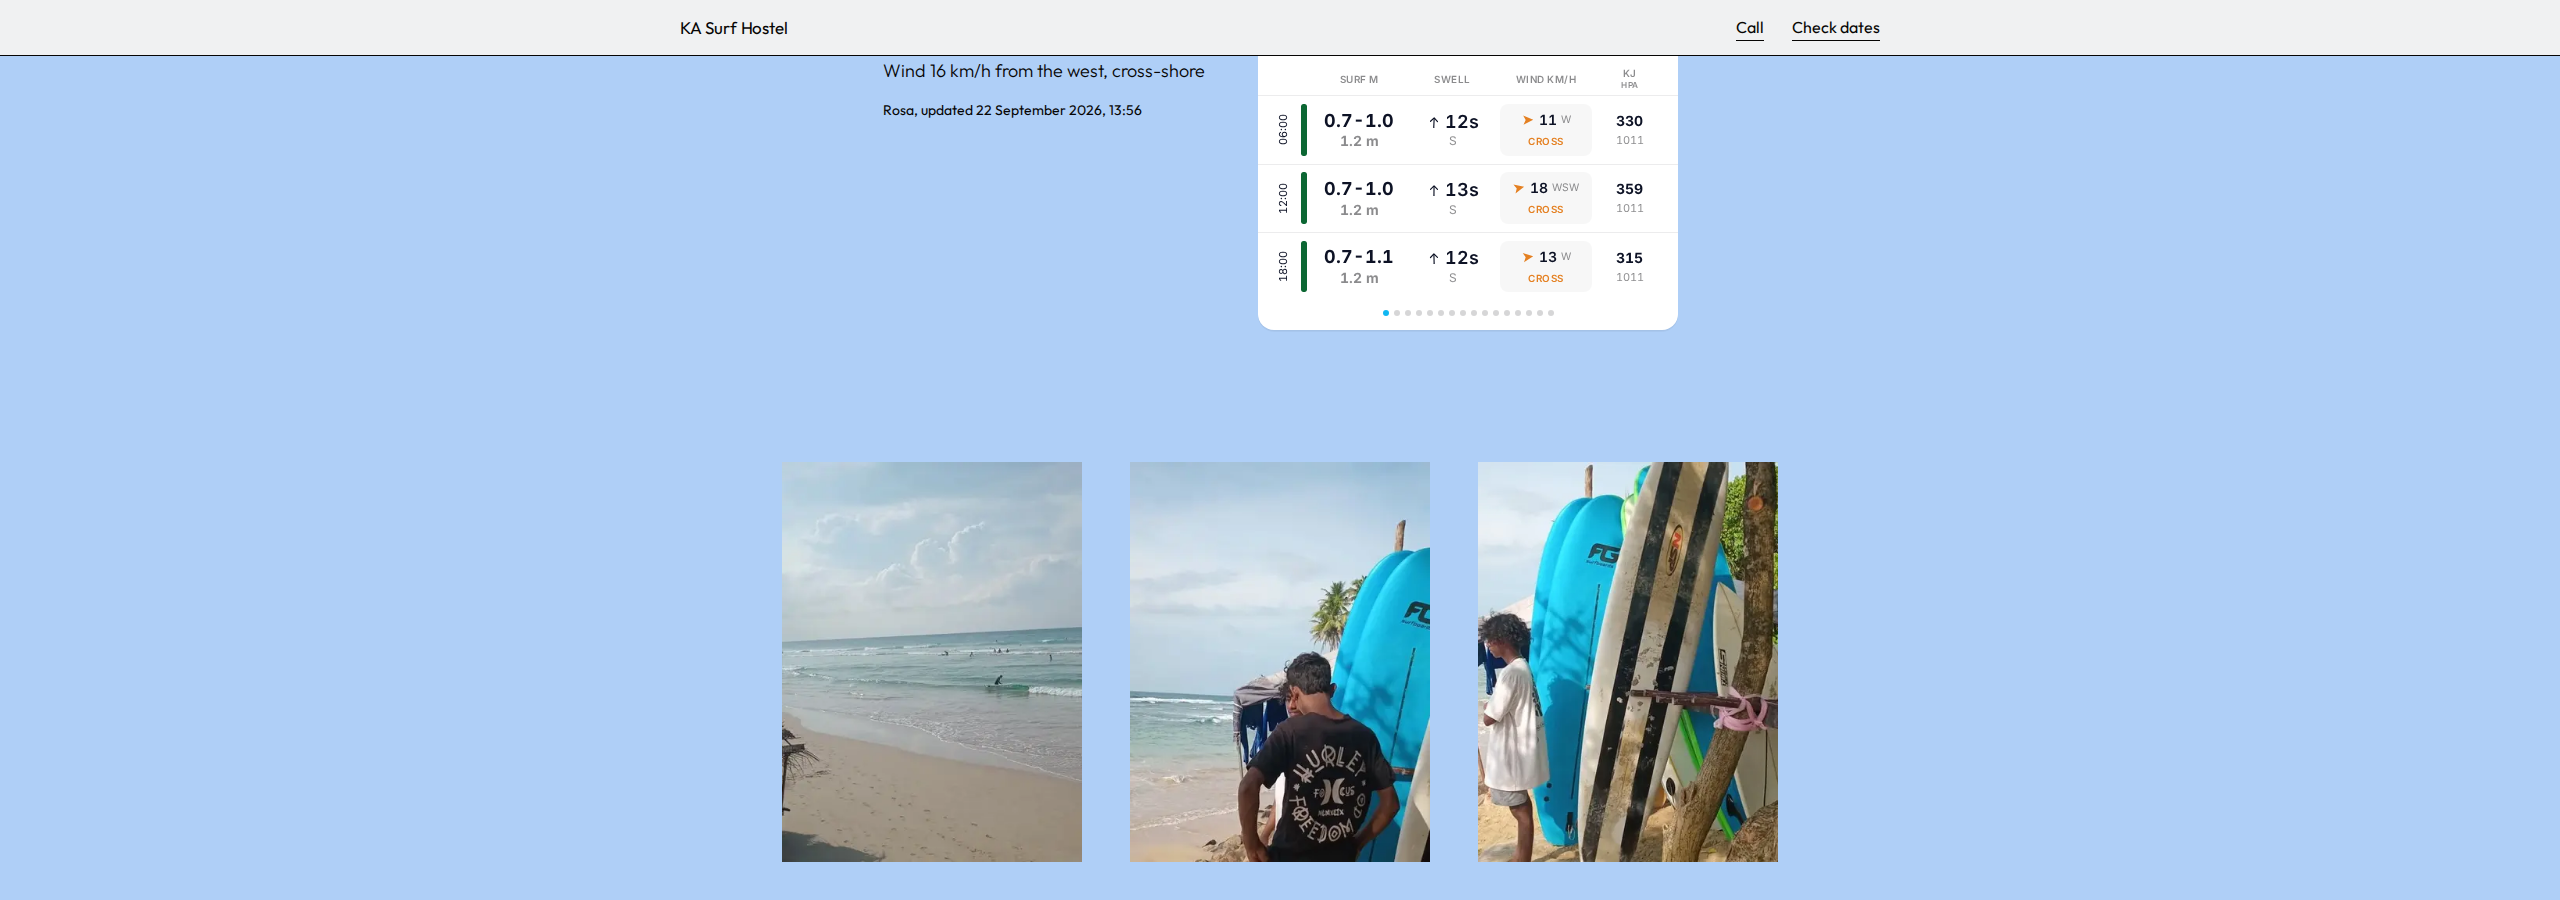 KA Surf Hostel
Call
Check dates
Wind 16 km/h from the west, cross-shore
Rosa, updated 22 September 2026, 13:56
SURF M
SWELL
WIND KM/H
KJ
HPA
06:00
0.7-1.0
1.2 m
12s
S
11 W
CROSS
330
1011
12:00
0.7-1.0
1.2 m
13s
S
18 WSW
CROSS
359
1011
18:00
0.7-1.1
1.2 m
12s
S
13 W
CROSS
315
1011
FG
HURLEY
FOCUS
FREEDOM
FG